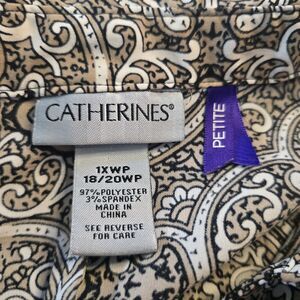 CATHERINES®
PETITE
1XWP
18/20WP
97%POLYESTER
3%SPANDEX
MADE IN
CHINA
SEE REVERSE
FOR CARE